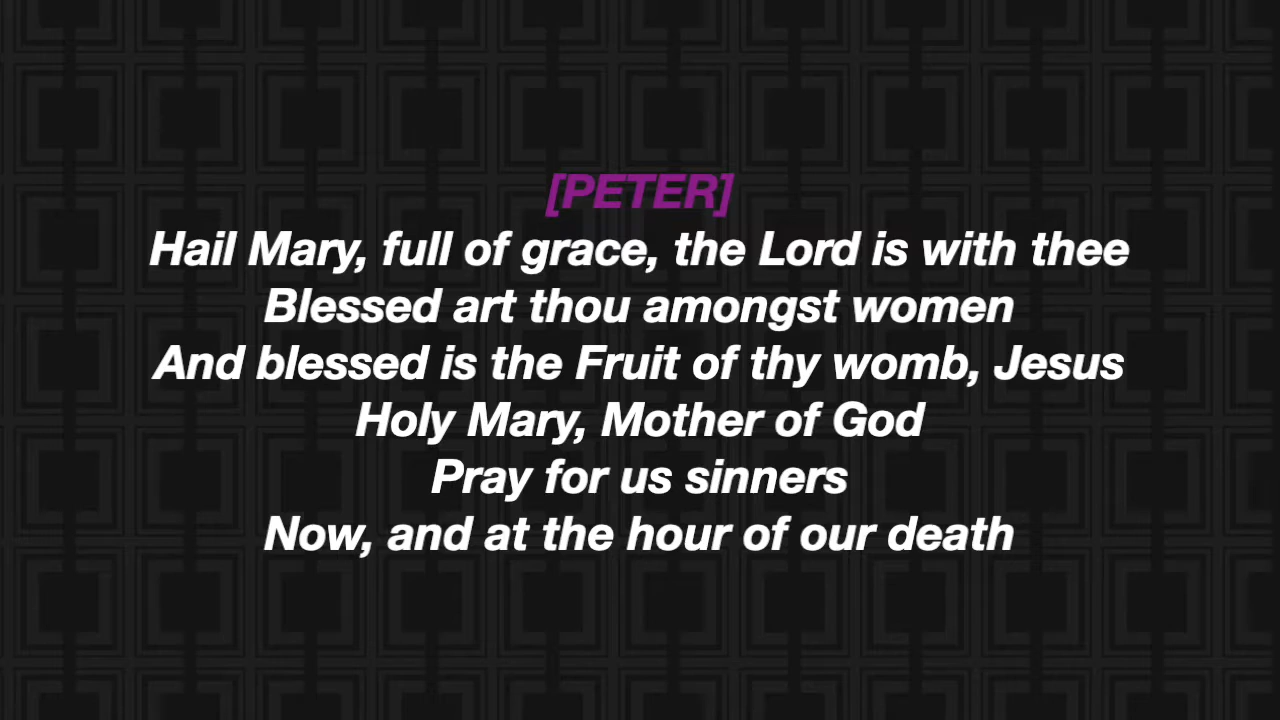 [PETER]
Hail Mary, full of grace, the Lord is with thee
Blessed art thou amongst women
And blessed is the Fruit of thy womb, Jesus
Holy Mary, Mother of God
Pray for us sinners
Now, and at the hour of our death